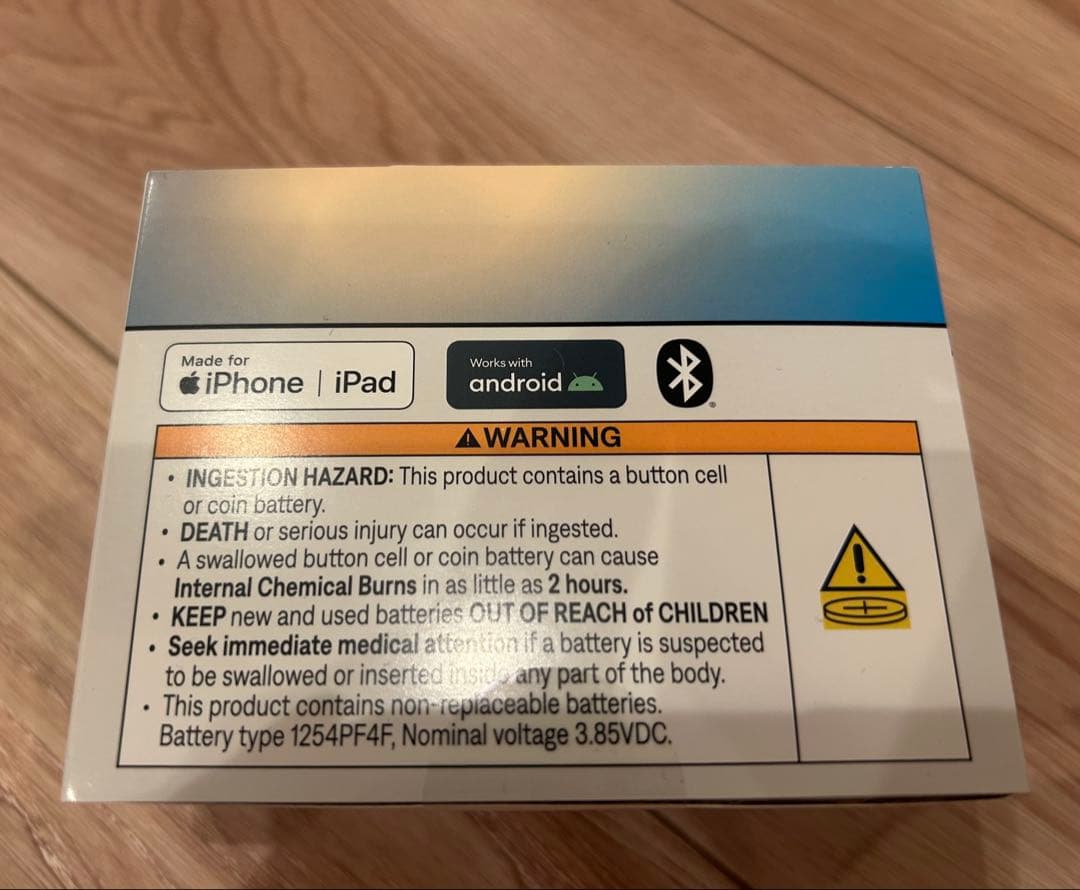 Made for
iPhone | iPad
Works with
android
®
WARNING
• INGESTION HAZARD: This product contains a button cell
or coin battery.
• DEATH or serious injury can occur if ingested.
• A swallowed button cell or coin battery can cause
Internal Chemical Burns in as little as 2 hours.
• KEEP new and used batteries OUT OF REACH of CHILDREN
• Seek immediate medical attention if a battery is suspected
to be swallowed or inserted inside any part of the body.
• This product contains non-replaceable batteries.
Battery type 1254PF4F, Nominal voltage 3.85VDC.